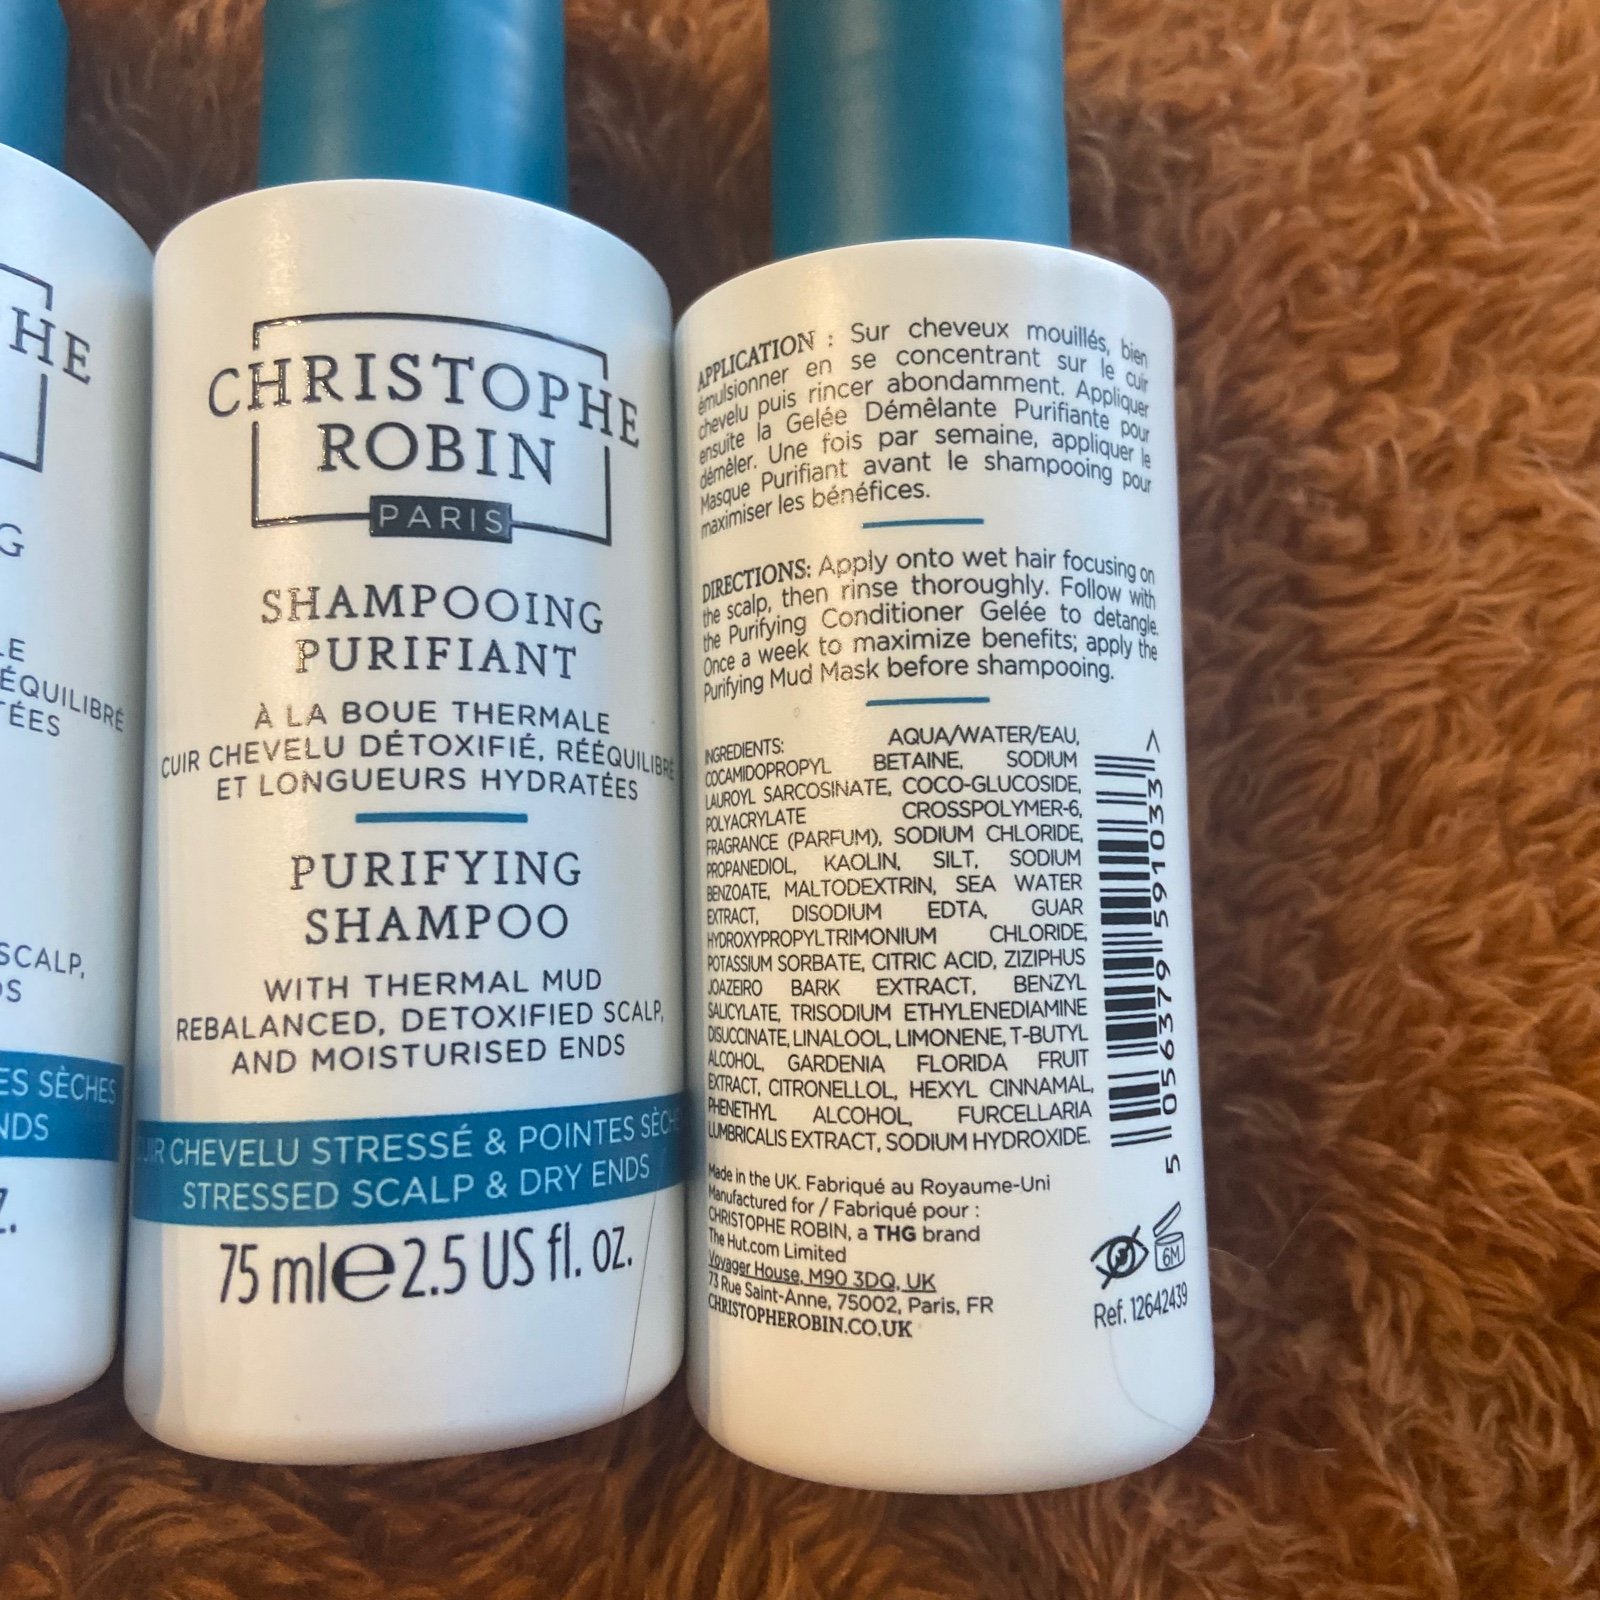 HE
G
LE
ÉQUILIBRÉ
TÉES
SCALP,
DS
ES SÈCHES
NDS
Z.
CHRISTOPHE
ROBIN
PARIS
SHAMPOOING
PURIFIANT
À LA BOUE THERMALE
CUIR CHEVELU DÉTOXIFIÉ, RÉÉQUILIBRÉ
ET LONGUEURS HYDRATÉES
PURIFYING
SHAMPOO
WITH THERMAL MUD
REBALANCED, DETOXIFIED SCALP,
AND MOISTURISED ENDS
CUIR CHEVELU STRESSÉ & POINTES SÈCH
STRESSED SCALP & DRY ENDS
75 ml e 2.5 US fl. oz.
APPLICATION : Sur cheveux mouillés, bien
émulsionner en se concentrant sur le cuir
chevelu puis rincer abondamment. Appliquer
ensuite la Gelée Démêlante Purifiante pour
démêler. Une fois par semaine, appliquer le
Masque Purifiant avant le shampooing pour
maximiser les bénéfices.
DIRECTIONS: Apply onto wet hair focusing on
the scalp, then rinse thoroughly. Follow with
the Purifying Conditioner Gelée to detangle.
Once a week to maximize benefits; apply the
Purifying Mud Mask before shampooing.
INGREDIENTS: AQUA/WATER/EAU,
COCAMIDOPROPYL BETAINE, SODIUM
LAUROYL SARCOSINATE, COCO-GLUCOSIDE,
POLYACRYLATE CROSSPOLYMER-6,
FRAGRANCE (PARFUM), SODIUM CHLORIDE,
PROPANEDIOL, KAOLIN, SILT, SODIUM
BENZOATE, MALTODEXTRIN, SEA WATER
EXTRACT, DISODIUM EDTA, GUAR
HYDROXYPROPYLTRIMONIUM CHLORIDE,
POTASSIUM SORBATE, CITRIC ACID, ZIZIPHUS
JOAZEIRO BARK EXTRACT, BENZYL
SALICYLATE, TRISODIUM ETHYLENEDIAMINE
DISUCCINATE, LINALOOL, LIMONENE, T-BUTYL
ALCOHOL, GARDENIA FLORIDA FRUIT
EXTRACT, CITRONELLOL, HEXYL CINNAMAL,
PHENETHYL ALCOHOL, FURCELLARIA
LUMBRICALIS EXTRACT, SODIUM HYDROXIDE.
5 056379 591033 >
Made in the UK. Fabriqué au Royaume-Uni
Manufactured for / Fabriqué pour :
CHRISTOPHE ROBIN, a THG brand
The Hut.com Limited
Voyager House, M90 3DQ, UK
73 Rue Saint-Anne, 75002, Paris, FR
CHRISTOPHEROBIN.CO.UK
6M
Ref. 12642439